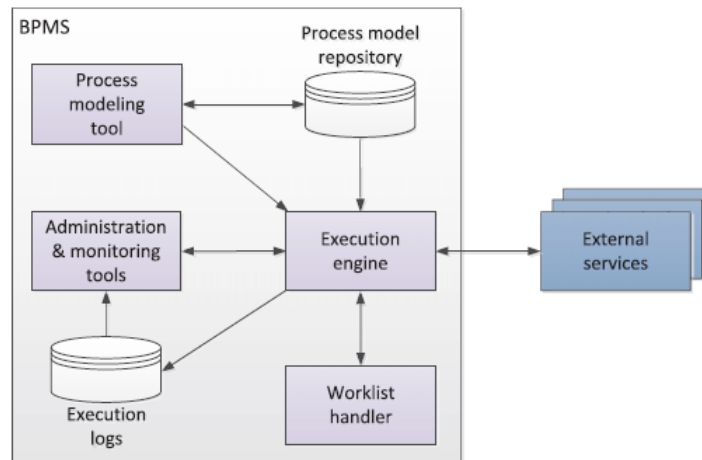 BPMS
Process model
repository
Process
modeling
tool
Administration
& monitoring
tools
Execution
engine
External
services
Execution
logs
Worklist
handler